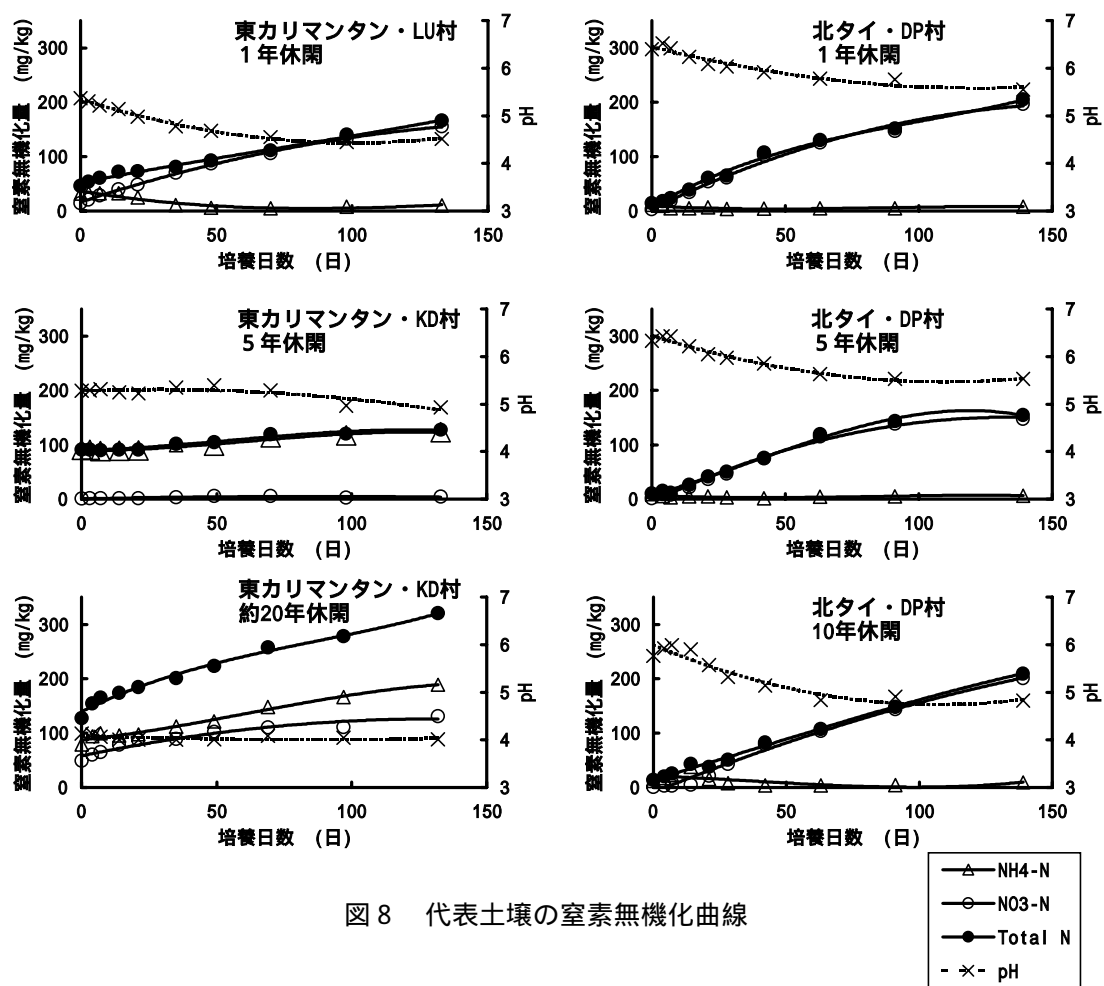 東カリマンタン・LU村
1年休閑
窒素無機化量 (mg/kg)
300
200
100
0
7
6
5
4
3
pH
0 50 100 150
培養日数 (日)
北タイ・DP村
1年休閑
窒素無機化量 (mg/kg)
300
200
100
0
7
6
5
4
3
pH
0 50 100 150
培養日数 (日)
東カリマンタン・KD村
5年休閑
窒素無機化量 (mg/kg)
300
200
100
0
7
6
5
4
3
pH
0 50 100 150
培養日数 (日)
北タイ・DP村
5年休閑
窒素無機化量 (mg/kg)
300
200
100
0
7
6
5
4
3
pH
0 50 100 150
培養日数 (日)
東カリマンタン・KD村
約20年休閑
窒素無機化量 (mg/kg)
300
200
100
0
7
6
5
4
3
pH
0 50 100 150
培養日数 (日)
北タイ・DP村
10年休閑
窒素無機化量 (mg/kg)
300
200
100
0
7
6
5
4
3
pH
0 50 100 150
培養日数 (日)
NH4-N
NO3-N
Total N
pH
図8 代表土壌の窒素無機化曲線